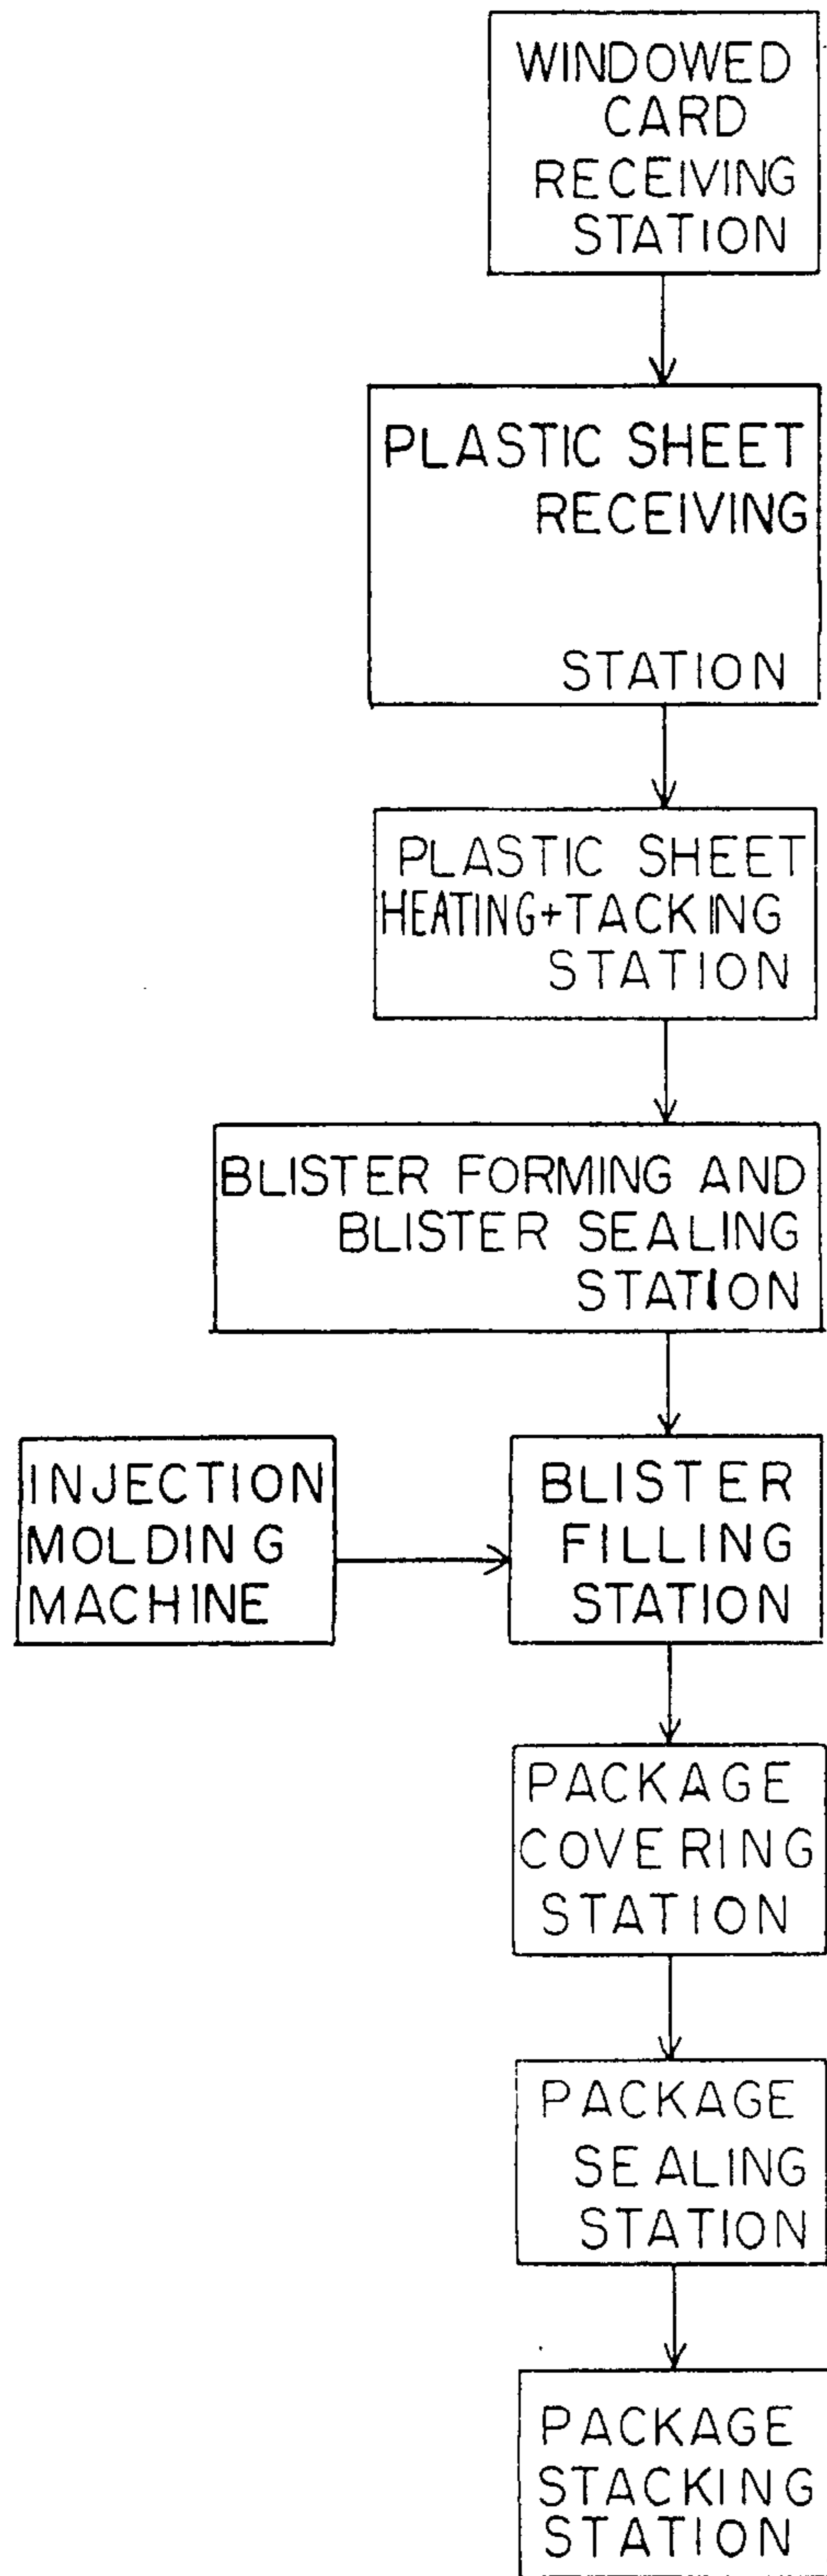 WINDOWED
CARD
RECEIVING
STATION
PLASTIC SHEET
RECEIVING
STATION
PLASTIC SHEET
HEATING+TACKING
STATION
BLISTER FORMING AND
BLISTER SEALING
STATION
INJECTION
MOLDING
MACHINE
BLISTER
FILLING
STATION
PACKAGE
COVERING
STATION
PACKAGE
SEALING
STATION
PACKAGE
STACKING
STATION